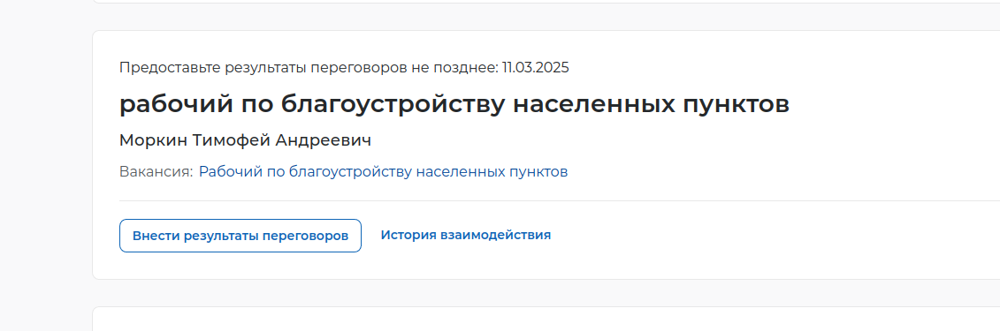 Предоставьте результаты переговоров не позднее: 11.03.2025
рабочий по благоустройству населенных пунктов
Моркин Тимофей Андреевич
Вакансия: Рабочий по благоустройству населенных пунктов
Внести результаты переговоров История взаимодействия